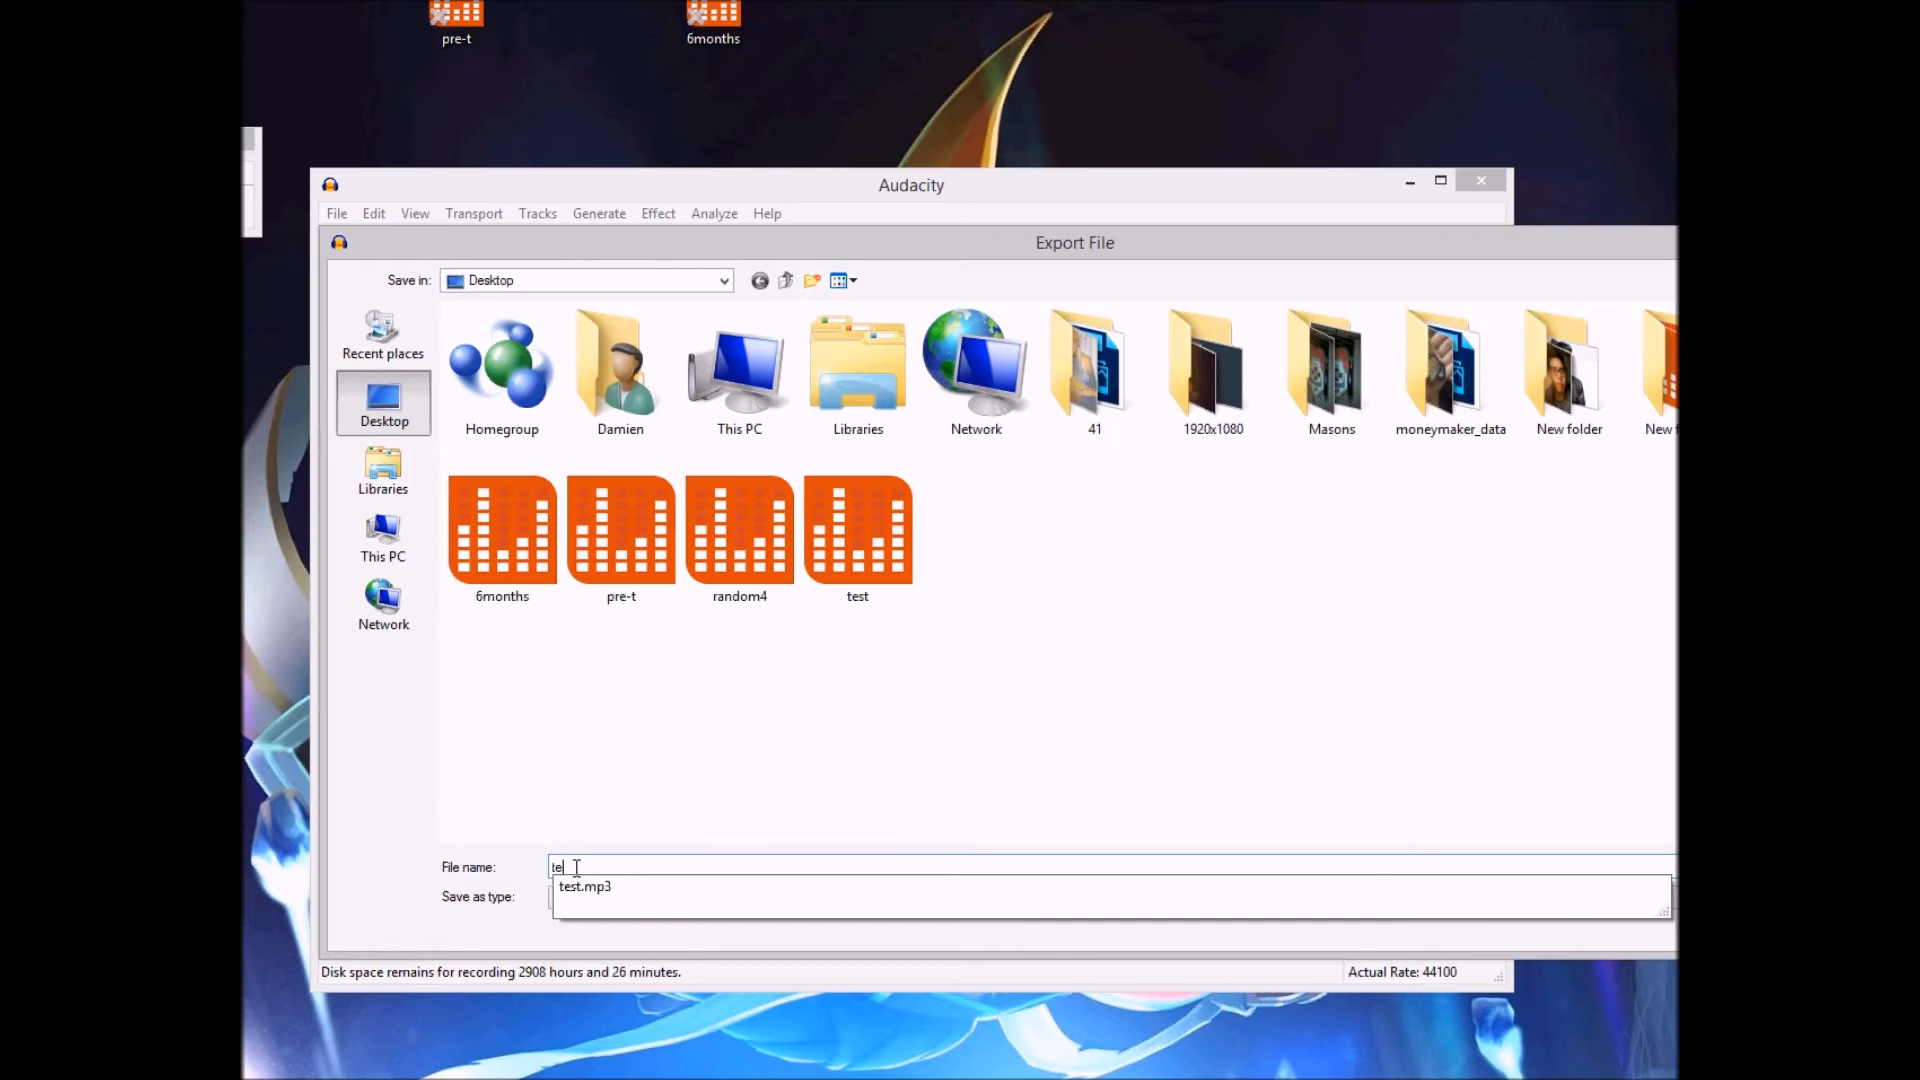 pre-t
6months
Audacity
File Edit View Transport Tracks Generate Effect Analyze Help
Export File
Save in: Desktop
Recent places
Desktop
Libraries
This PC
Network
Homegroup Damien This PC Libraries Network 41 1920x1080 Masons moneymaker_data New folder New f
6months pre-t random4 test
File name: te
test.mp3
Save as type:
Disk space remains for recording 2908 hours and 26 minutes. Actual Rate: 44100